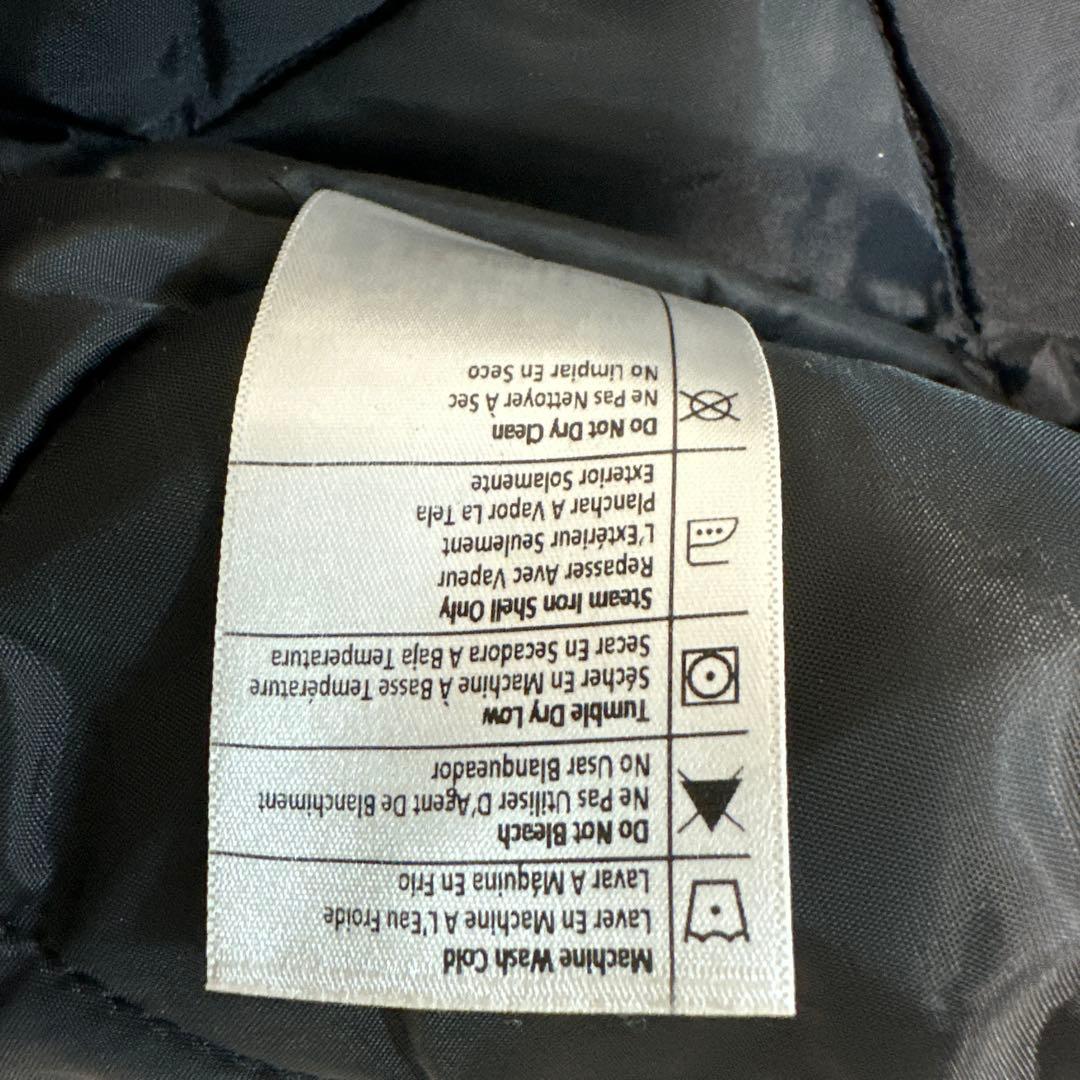 Machine Wash Cold
Laver En Machine A L'Eau Froide
Lavar A Máquina En Frio
Do Not Bleach
Ne Pas Utiliser D'Agent De Blanchiment
No Usar Blanqueador
Tumble Dry Low
Sécher En Machine À Basse Température
Secar En Secadora A Baja Temperatura
Steam Iron Shell Only
Repasser Avec Vapeur
L'Extérieur Seulement
Planchar A Vapor La Tela
Exterior Solamente
Do Not Dry Clean
Ne Pas Nettoyer À Sec
No Limpiar En Seco